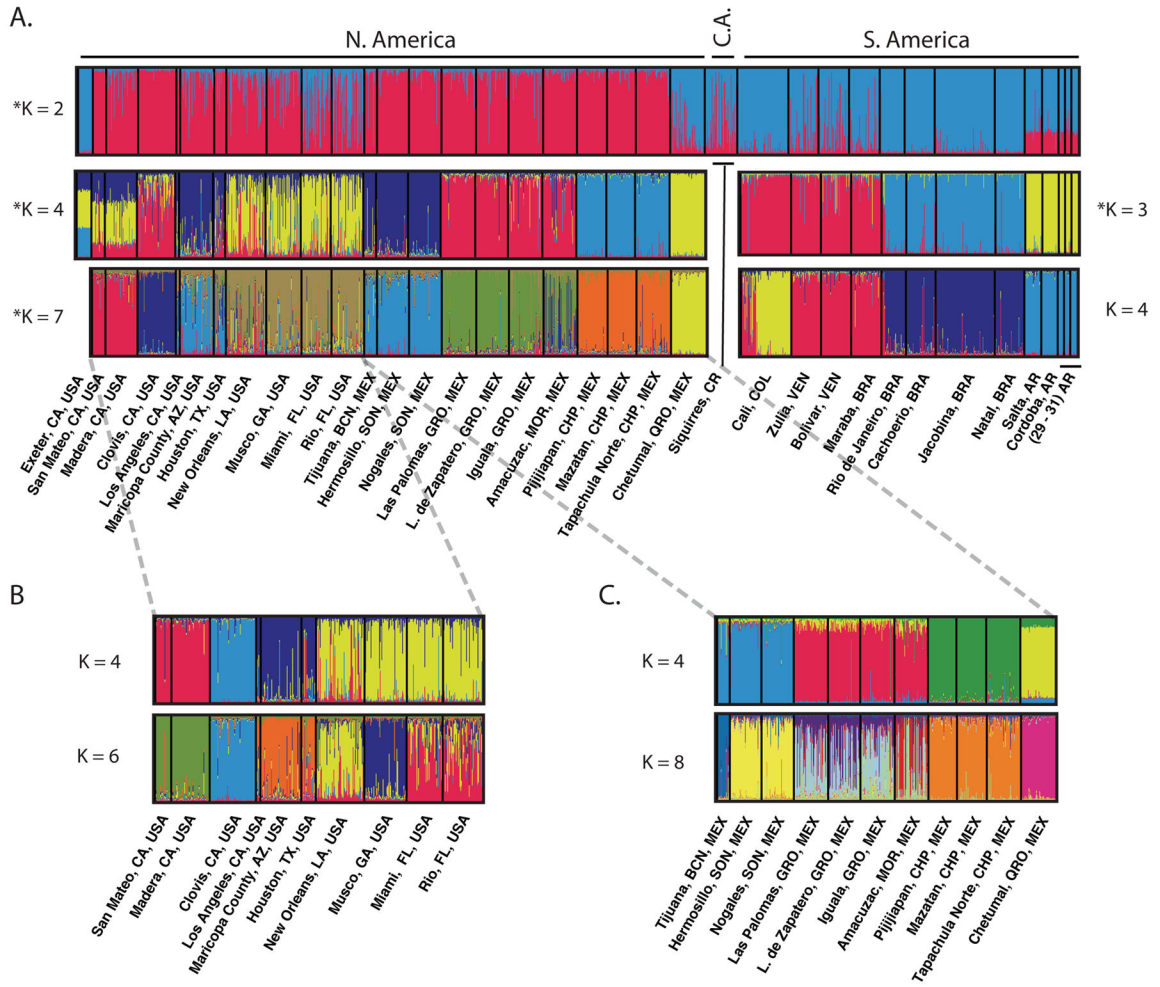 A.
N. America
C.A.
S. America
*K = 2
*K = 4
*K = 3
*K = 7
K = 4
Exeter, CA, USA
San Mateo, CA, USA
Madera, CA, USA
Clovis, CA, USA
Los Angeles, CA, USA
Maricopa County, AZ, USA
Houston, TX, USA
New Orleans, LA, USA
Musco, GA, USA
Miami, FL, USA
Rio, FL, USA
Tijuana, BCN, MEX
Hermosillo, SON, MEX
Nogales, SON, MEX
Las Palomas, GRO, MEX
L. de Zapatero, GRO, MEX
Iguala, GRO, MEX
Amacuzac, MOR, MEX
Pijijiapan, CHP, MEX
Mazatan, CHP, MEX
Tapachula Norte, CHP, MEX
Chetumal, QRO, MEX
Siquirres, CR
Cali, COL
Zulia, VEN
Bolivar, VEN
Maraba, BRA
Rio de Janeiro, BRA
Cachoerio, BRA
Jacobina, BRA
Natal, BRA
Salta, AR
Cordoba, AR
(29-31) AR
B
K = 4
K = 6
San Mateo, CA, USA
Madera, CA, USA
Clovis, CA, USA
Los Angeles, CA, USA
Maricopa County, AZ, USA
Houston, TX, USA
New Orleans, LA, USA
Musco, GA, USA
Miami, FL, USA
Rio, FL, USA
C.
K = 4
K = 8
Tijuana, BCN, MEX
Hermosillo, SON, MEX
Nogales, SON, MEX
Las Palomas, GRO, MEX
L. de Zapatero, GRO, MEX
Iguala, GRO, MEX
Amacuzac, MOR, MEX
Pijijiapan, CHP, MEX
Mazatan, CHP, MEX
Tapachula Norte, CHP, MEX
Chetumal, QRO, MEX